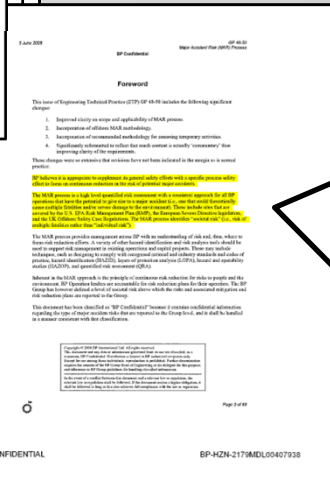 5 June 2008
GP 48-50
Major Accident Risk (MAR) Process
BP Confidential
Foreword
This issue of Engineering Technical Practice (ETP) GP 48-50 includes the following significant
changes:
1. Improved clarity on scope and applicability of MAR process.
2. Incorporation of offshore MAR methodology.
3. Incorporation of recommended methodology for assessing temporary activities.
4. Significantly reformatted to reflect that much content is actually 'commentary' thus
improving clarity of the requirements.
These changes were so extensive that revisions have not been indicated in the margin as is normal
practice.
BP believes it is appropriate to supplement its general safety efforts with a specific process safety
effort to focus on continuous reduction in the risk of potential major accidents.
The MAR process is a high level quantified risk assessment with a consistent approach for all BP
operations that have the potential to give rise to a major accident (i.e., one that could theoretically
cause multiple fatalities and/or severe damage to the environment). These include sites that are
covered by the U.S. EPA Risk Management Plan (RMP), the European Seveso Directive legislation,
and the UK Offshore Safety Case Regulations. The MAR process identifies "societal risk" (i.e., risk of
multiple fatalities rather than "individual risk").
The MAR process provides management across BP with an understanding of risk and, thus, where to
focus risk reduction efforts. A variety of other hazard identification and risk analysis tools should be
used to support risk management in existing operations and capital projects. These may include
techniques, such as designing to comply with recognised national and industry standards and codes of
practice, hazard identification (HAZID), layers of protection analysis (LOPA), hazard and operability
studies (HAZOP), and quantified risk assessment (QRA).
Inherent in the MAR approach is the principle of continuous risk reduction for risks to people and the
environment. BP Operation leaders are accountable for risk reduction plans for their operation. The BP
Group has however defined a level of societal risk above which the risks and associated mitigation and
risk reduction plans are reported to the Group.
This document has been classified as "BP Confidential" because it contains confidential information
regarding the type of major accident risks that are reported to the Group level, and it shall be handled
in a manner consistent with that classification.
Copyright © 2008 BP International Ltd. All rights reserved.
Page 2 of 49
NFIDENTIAL
BP-HZN-2179MDL00407938